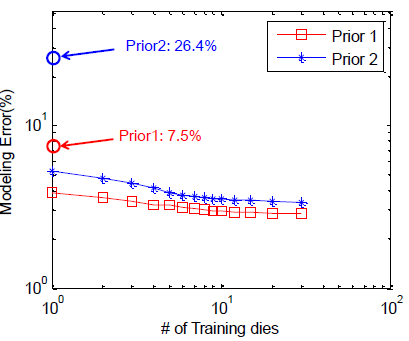 Prior 1
Prior 2
Prior2: 26.4%
Prior1: 7.5%
Modeling Error(%)
10^1
10^0
10^0
10^1
10^2
# of Training dies